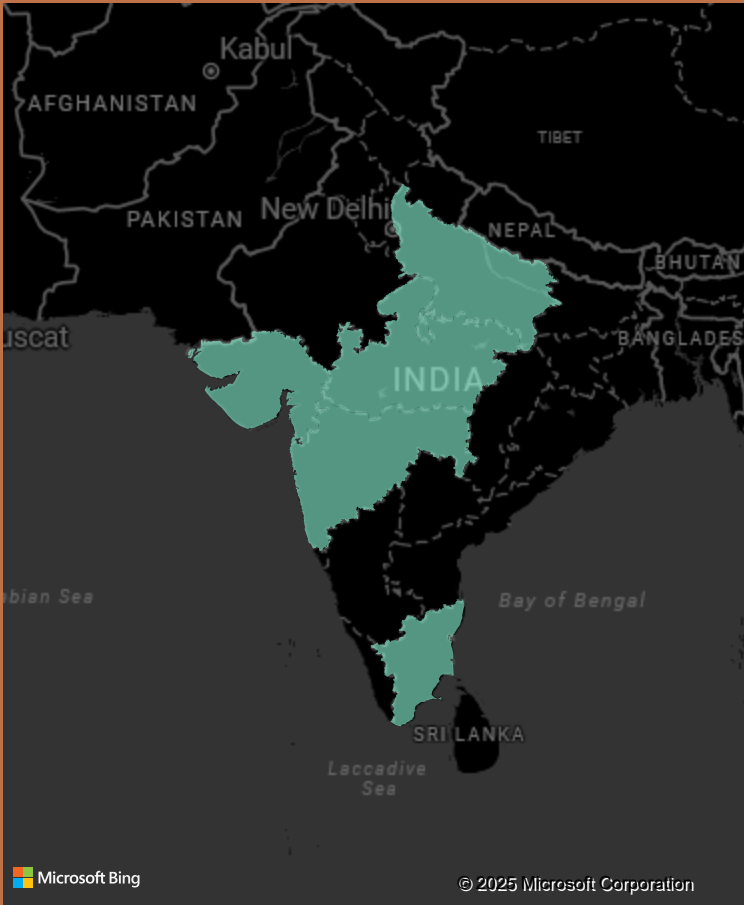 Kabul
AFGHANISTAN
TIBET
PAKISTAN
New Delhi
NEPAL
BHUTAN
uscat
BANGLADES
INDIA
abian Sea
Bay of Bengal
SRI LANKA
Laccadive
Sea
Microsoft Bing
© 2025 Microsoft Corporation